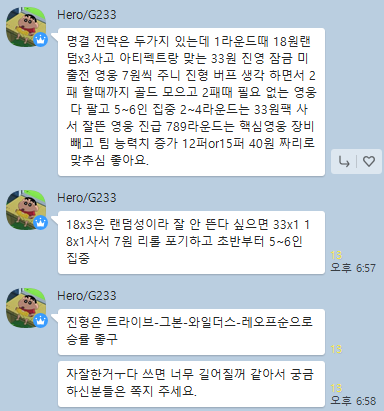 Hero/G233
명결 전략은 두가지 있는데 1라운드때 18원랜
덤x3사고 아티펙트랑 맞는 33원 진영 잠금 미
출전 영웅 7원씩 주니 진형 버프 생각 하면서 2
패 할때까지 골드 모으고 2패때 필요 없는 영웅
다 팔고 5~6인 집중 2~4라운드는 33원팩 사
서 잘뜬 영웅 진급 789라운드는 핵심영웅 장비
빼고 팀 능력치 증가 12퍼or15퍼 40원 짜리로
맞추심 좋아요.
Hero/G233
18x3은 랜덤성이라 잘 안 뜬다 싶으면 33x1 1
8x1사서 7원 리롤 포기하고 초반부터 5~6인
집중
13
오후 6:57
Hero/G233
진형은 트라이브-그본-와일더스-레오프순으로
승률 좋구
13
자잘한거ㅜ다 쓰면 너무 길어질꺼 같아서 궁금
하신분들은 쪽지 주세요.
13
오후 6:58